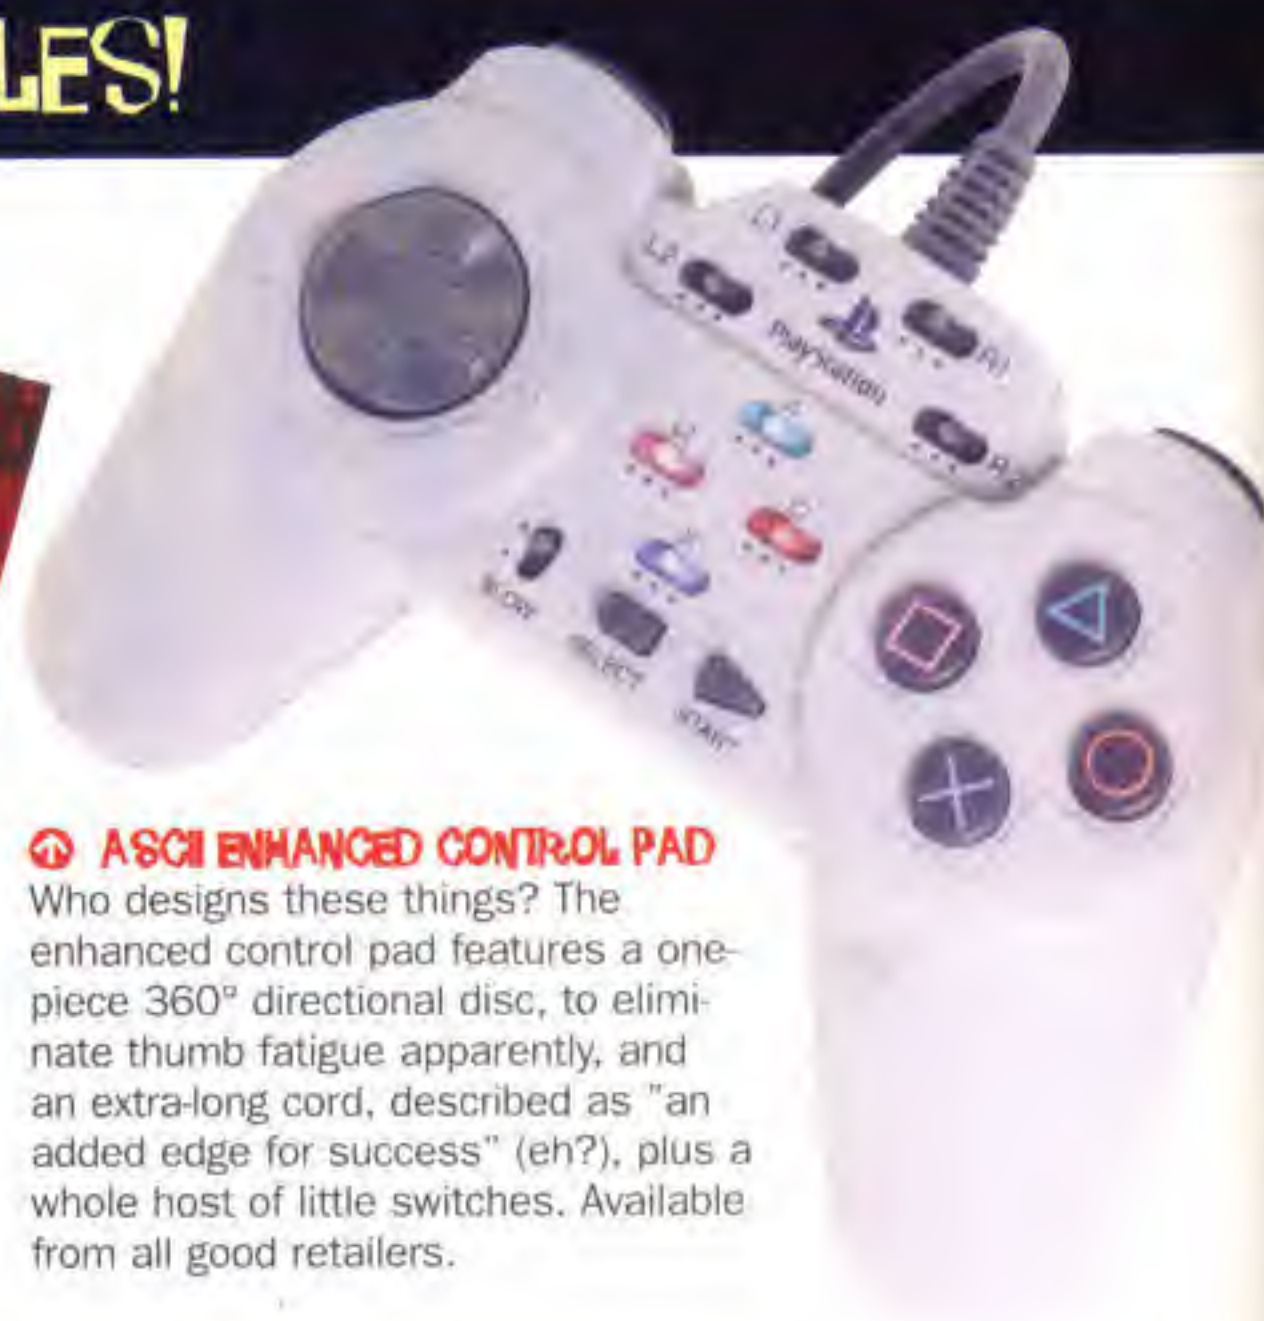 LES!
L1
L2
PlayStation
R1
R2
SLOW
SELECT
START
ASCII ENHANCED CONTROL PAD
Who designs these things? The
enhanced control pad features a one-
piece 360° directional disc, to elimi-
nate thumb fatigue apparently, and
an extra-long cord, described as "an
added edge for success" (eh?), plus a
whole host of little switches. Available
from all good retailers.